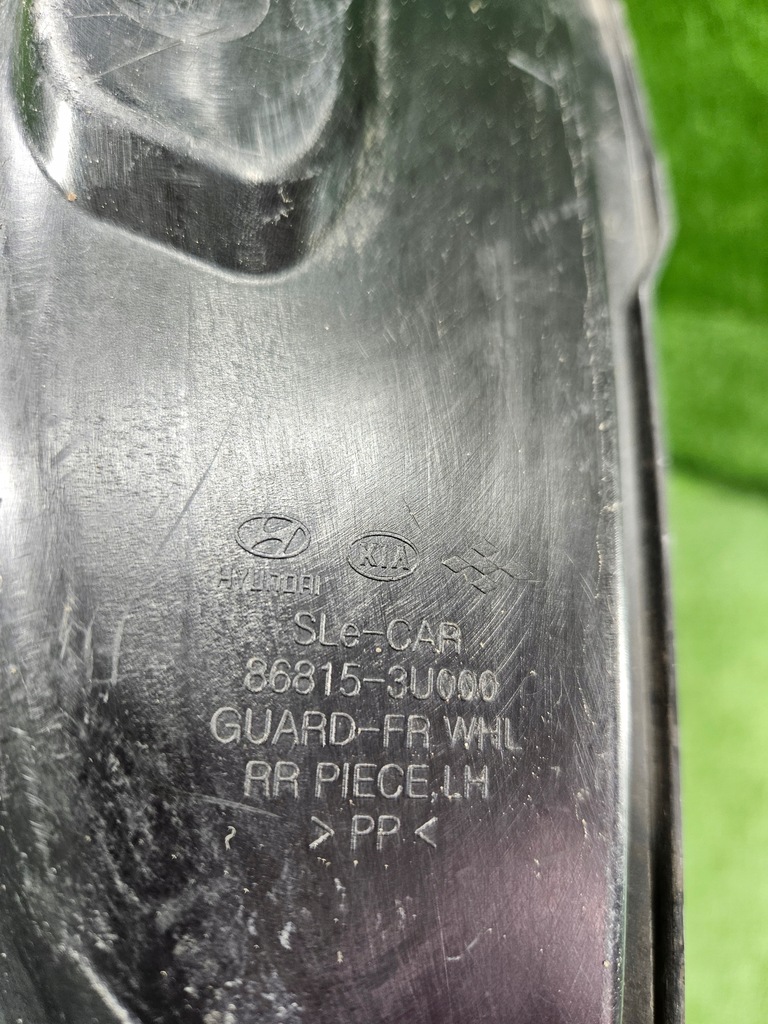 HYUNDAI
KIA
SLe-CAR
86815-3U000
GUARD-FR WHL
RR PIECE,LH
> PP <